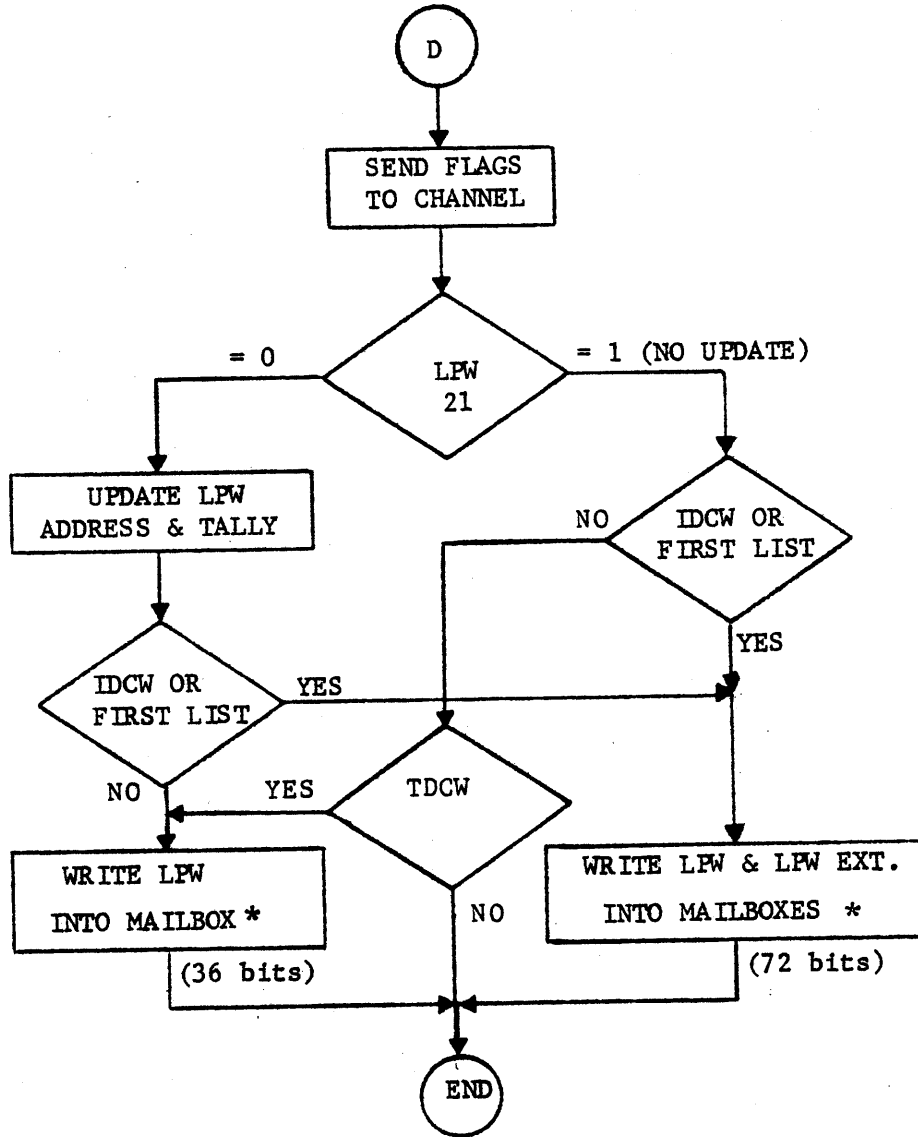 D
SEND FLAGS
TO CHANNEL
= 0
= 1 (NO UPDATE)
LPW
21
UPDATE LPW
ADDRESS & TALLY
NO
IDCW OR
FIRST LIST
YES
IDCW OR
FIRST LIST
YES
NO
YES
TDCW
WRITE LPW
INTO MAILBOX *
WRITE LPW & LPW EXT.
INTO MAILBOXES *
NO
(36 bits)
(72 bits)
END